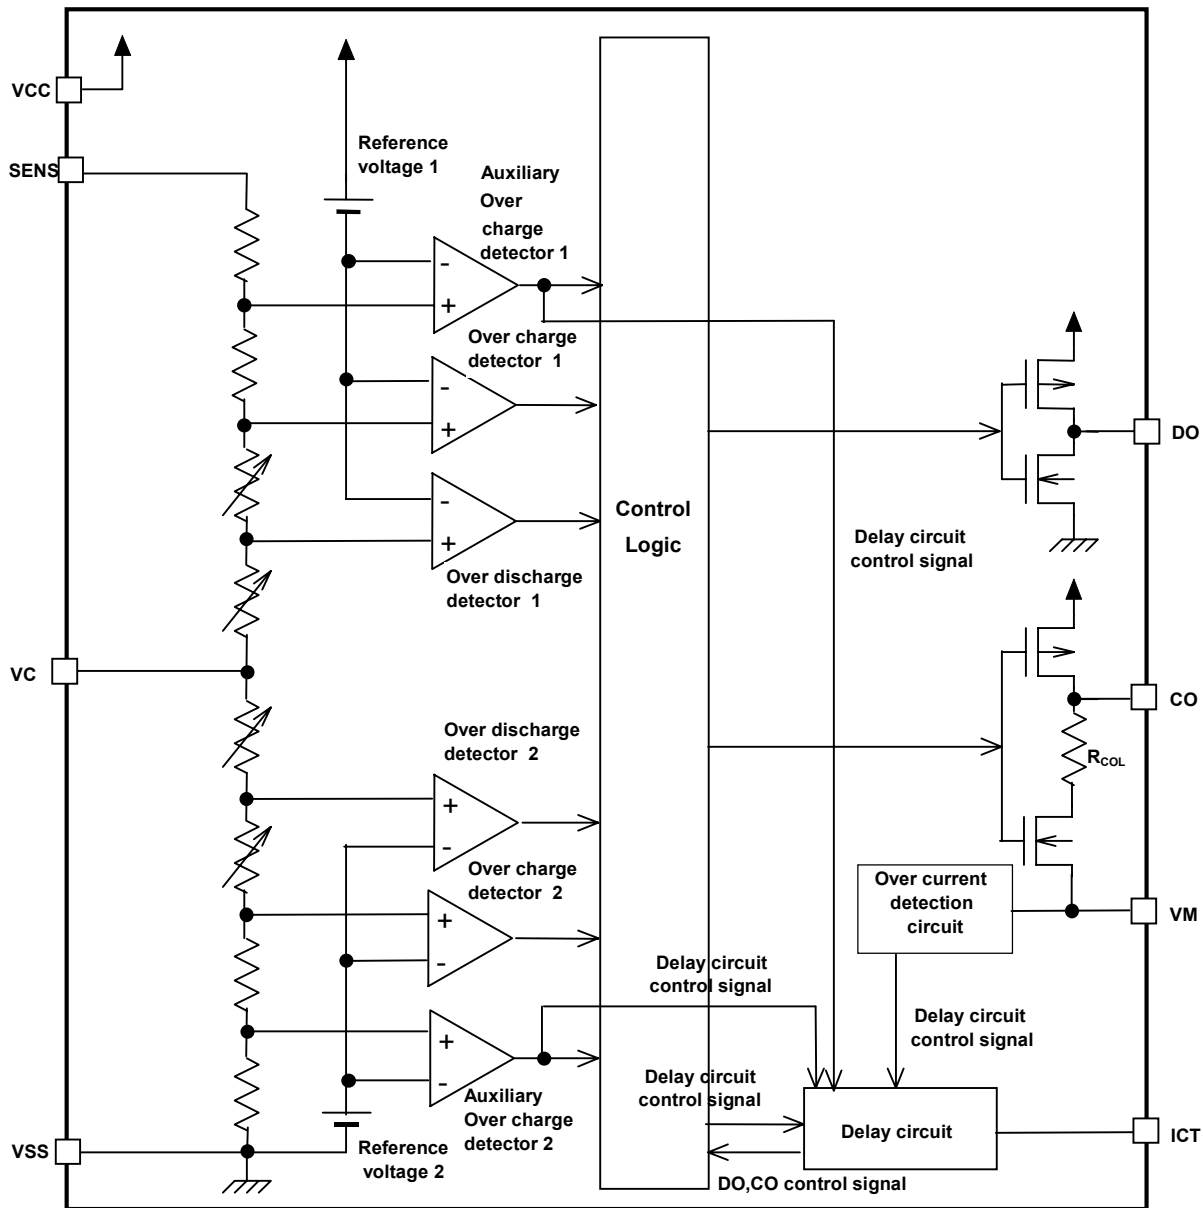 VCC
SENS
Reference
voltage 1
Auxiliary
Over
charge
detector 1
-
+
Over charge
detector 1
-
+
-
+
Over discharge
detector 1
Control
Logic
Delay circuit
control signal
DO
VC
CO
RCOL
Over discharge
detector 2
+
-
Over charge
detector 2
+
-
Over current
detection
circuit
VM
Delay circuit
control signal
Delay circuit
control signal
+
-
Auxiliary
Over charge
detector 2
Delay circuit
control signal
Delay circuit
ICT
VSS
Reference
voltage 2
DO,CO control signal